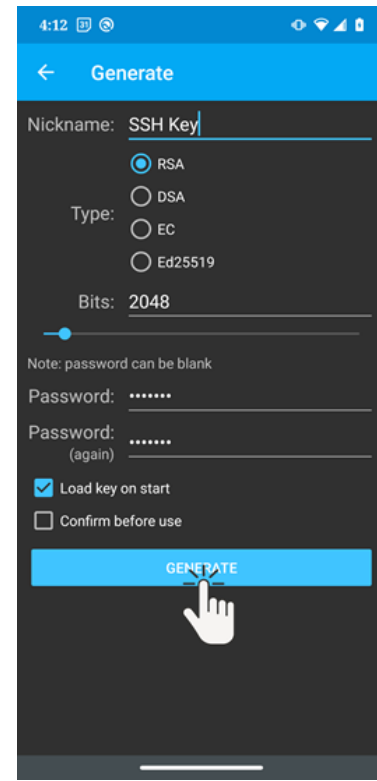 4:12 31
Generate
Nickname: SSH Key
RSA
DSA
Type:
EC
Ed25519
Bits: 2048
Note: password can be blank
Password: •••••••
Password: •••••••
(again)
Load key on start
Confirm before use
GENERATE